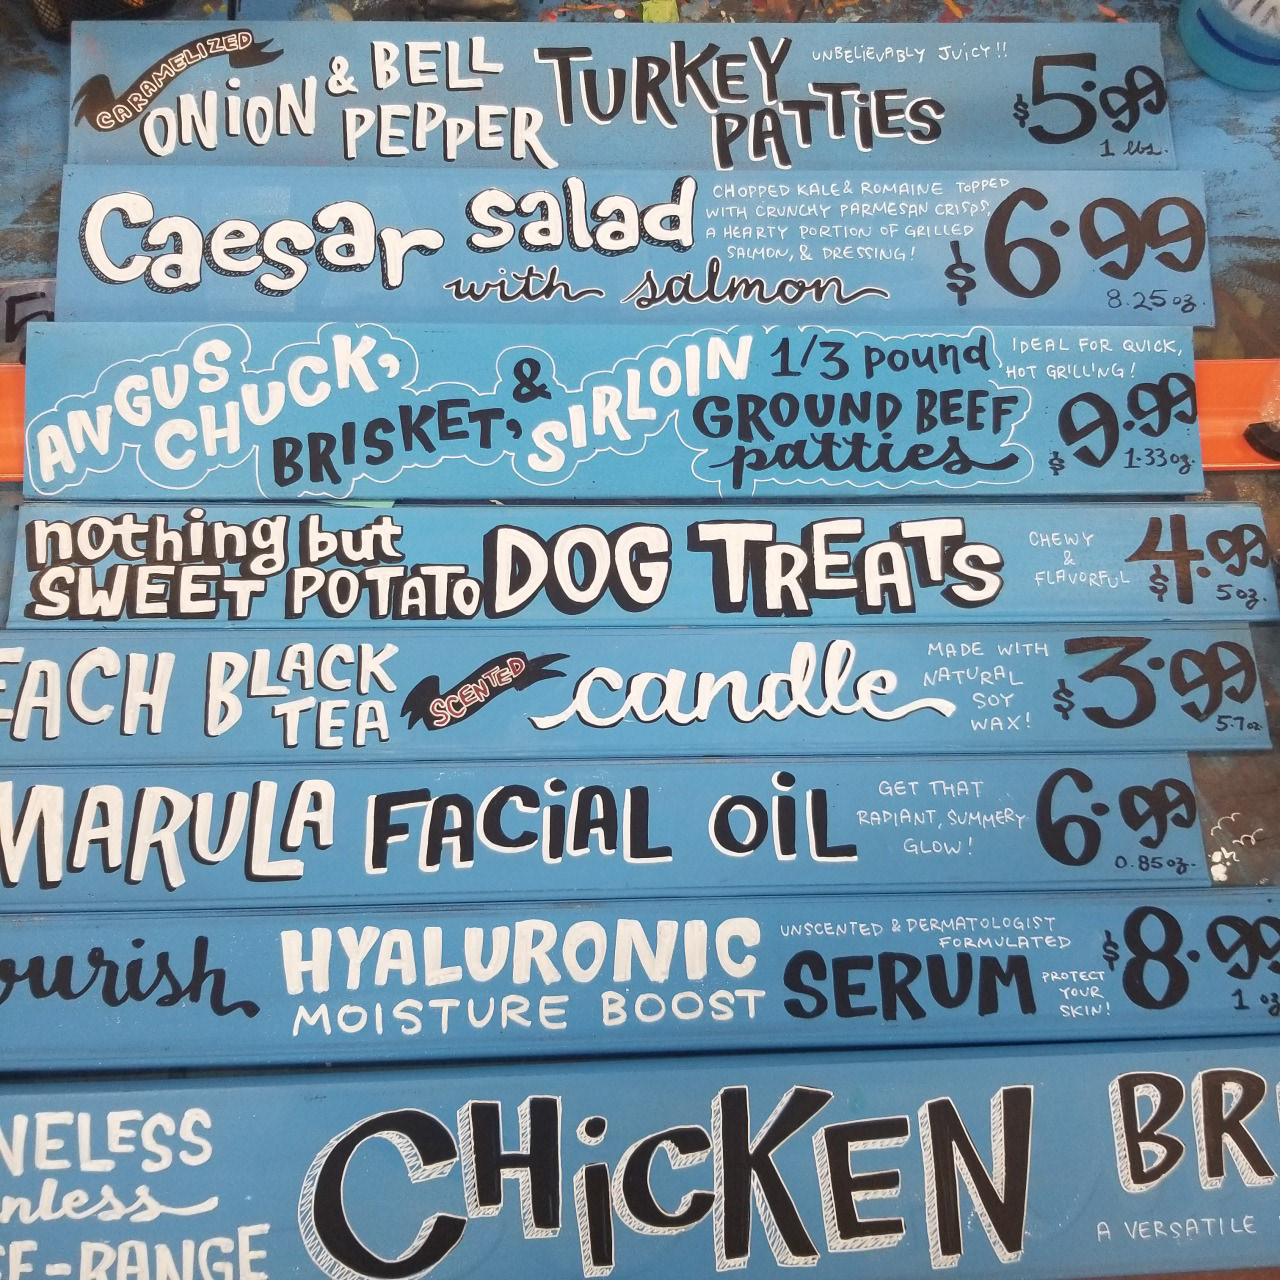 CARAMELIZED
ONION & BELL PEPPER
TURKEY PATTIES
UNBELIEVABLY JUICY!!
$5.99
1 lbs.
Caesar salad
with salmon
CHOPPED KALE & ROMAINE TOPPED
WITH CRUNCHY PARMESAN CRISPS,
A HEARTY PORTION OF GRILLED
SALMON, & DRESSING!
$6.99
8.25 oz.
ANGUS CHUCK,
BRISKET, & SIRLOIN
1/3 pound
GROUND BEEF
patties
IDEAL FOR QUICK,
HOT GRILLING!
$9.99
1.33 oz.
nothing but
SWEET POTATO
DOG TREATS
CHEWY
&
FLAVORFUL
$4.99
5 oz.
EACH BLACK TEA
SCENTED
candle
MADE WITH
NATURAL
SOY
WAX!
$3.99
5.7 oz.
MARULA FACIAL OIL
GET THAT
RADIANT, SUMMERY
GLOW!
6.99
0.85 oz.
ourish
HYALURONIC
MOISTURE BOOST
UNSCENTED & DERMATOLOGIST
FORMULATED
SERUM
PROTECT
YOUR
SKIN!
$8.99
1 oz
NELESS
nless
E-RANGE
CHICKEN BR
A VERSATILE